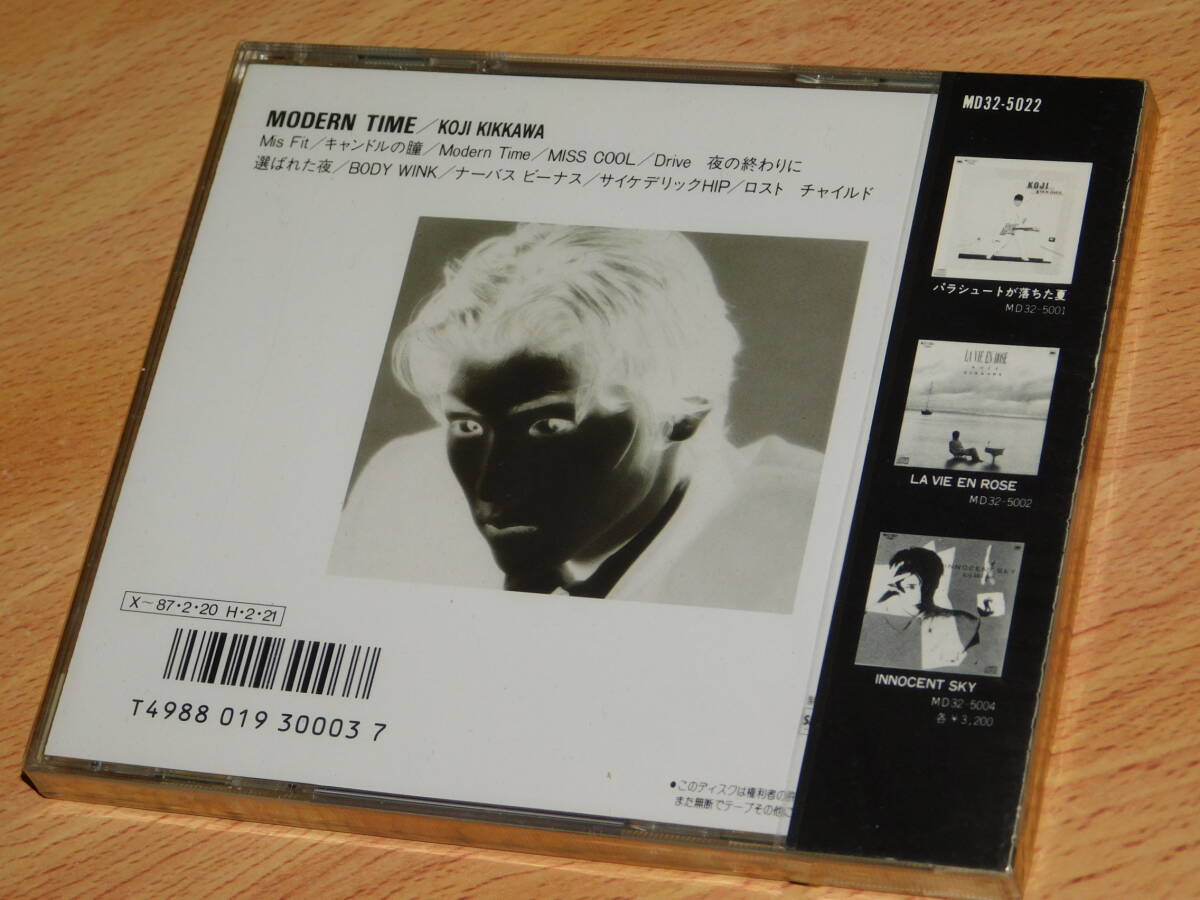 MODERN TIME／KOJI KIKKAWA
Mis Fit／キャンドルの瞳／Modern Time／MISS COOL／Drive　夜の終わりに
選ばれた夜／BODY WINK／ナーバス ビーナス／サイケデリックHIP／ロスト　チャイルド
X～87・2・20 H・2・21
T4988 019 30003 7
●このディスクは権利者の
また無断でテープその他に
MD32-5022
KOJI
パラシュートが落ちた夏
MD32-5001
LA VIE EN ROSE
LA VIE EN ROSE
MD32-5002
INNOCENT SKY
INNOCENT SKY
MD32-5004
各￥3,200